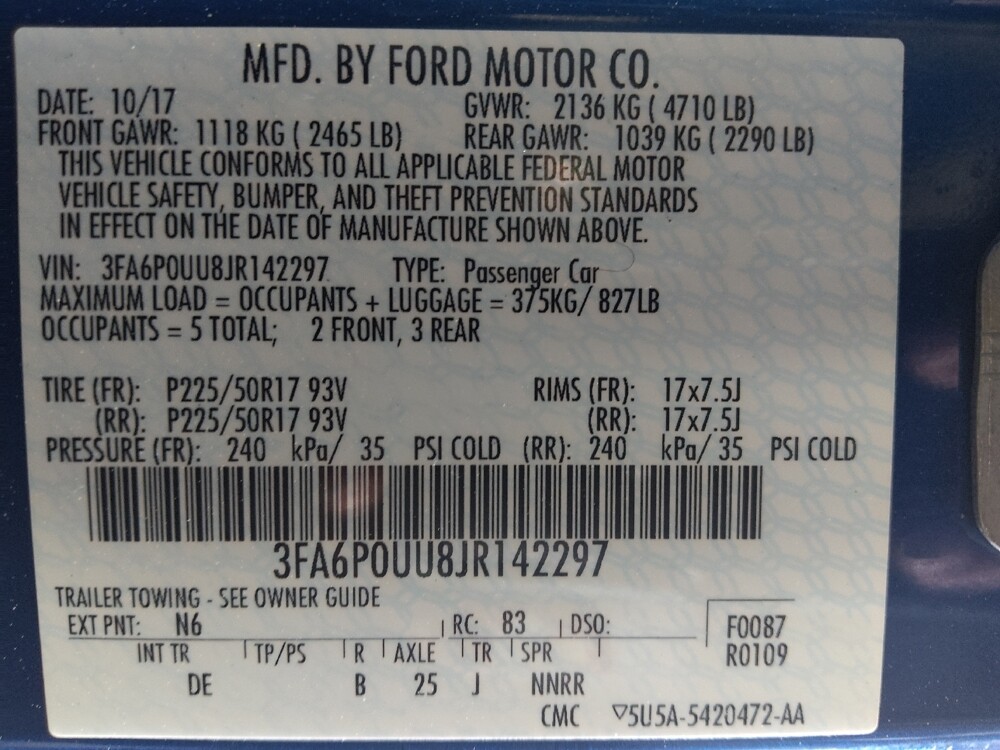 MFD. BY FORD MOTOR CO.
DATE: 10/17 GVWR: 2136 KG ( 4710 LB)
FRONT GAWR: 1118 KG ( 2465 LB) REAR GAWR: 1039 KG ( 2290 LB)
THIS VEHICLE CONFORMS TO ALL APPLICABLE FEDERAL MOTOR
VEHICLE SAFETY, BUMPER, AND THEFT PREVENTION STANDARDS
IN EFFECT ON THE DATE OF MANUFACTURE SHOWN ABOVE.
VIN: 3FA6P0UU8JR142297 TYPE: Passenger Car
MAXIMUM LOAD = OCCUPANTS + LUGGAGE = 375KG/ 827LB
OCCUPANTS = 5 TOTAL; 2 FRONT, 3 REAR
TIRE (FR): P225/50R17 93V RIMS (FR): 17x7.5J
(RR): P225/50R17 93V (RR): 17x7.5J
PRESSURE (FR): 240 kPa/ 35 PSI COLD (RR): 240 kPa/ 35 PSI COLD
3FA6P0UU8JR142297
TRAILER TOWING - SEE OWNER GUIDE
EXT PNT: N6 RC: 83 DSO: F0087
INT TR TP/PS R AXLE TR SPR R0109
DE B 25 J NNRR
CMC ▽5U5A-5420472-AA